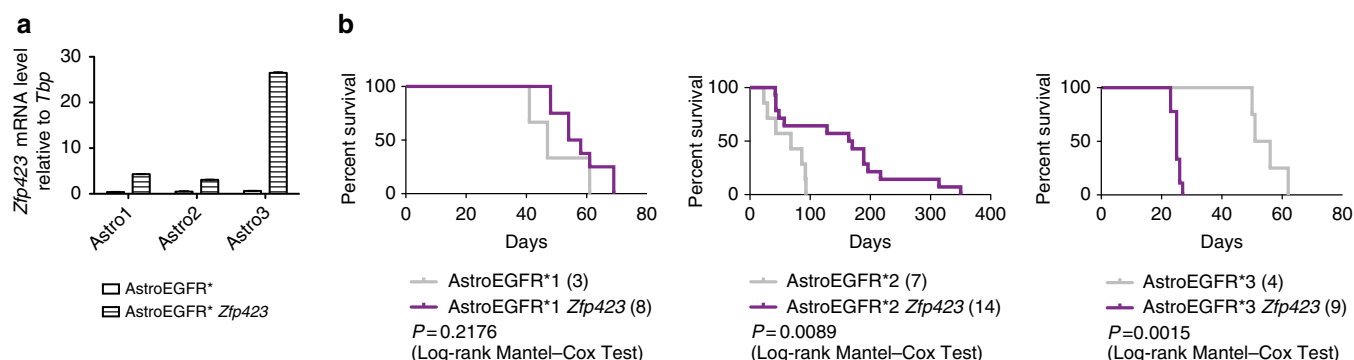 a
Zfp423 mRNA level
relative to Tbp
30
20
10
0
Astro1
Astro2
Astro3
AstroEGFR*
AstroEGFR* Zfp423
b
Percent survival
100
50
0
0 20 40 60 80
Days
AstroEGFR*1 (3)
AstroEGFR*1 Zfp423 (8)
P=0.2176
(Log-rank Mantel–Cox Test)
Percent survival
100
50
0
0 100 200 300 400
Days
AstroEGFR*2 (7)
AstroEGFR*2 Zfp423 (14)
P=0.0089
(Log-rank Mantel–Cox Test)
Percent survival
100
50
0
0 20 40 60 80
Days
AstroEGFR*3 (4)
AstroEGFR*3 Zfp423 (9)
P=0.0015
(Log-rank Mantel–Cox Test)